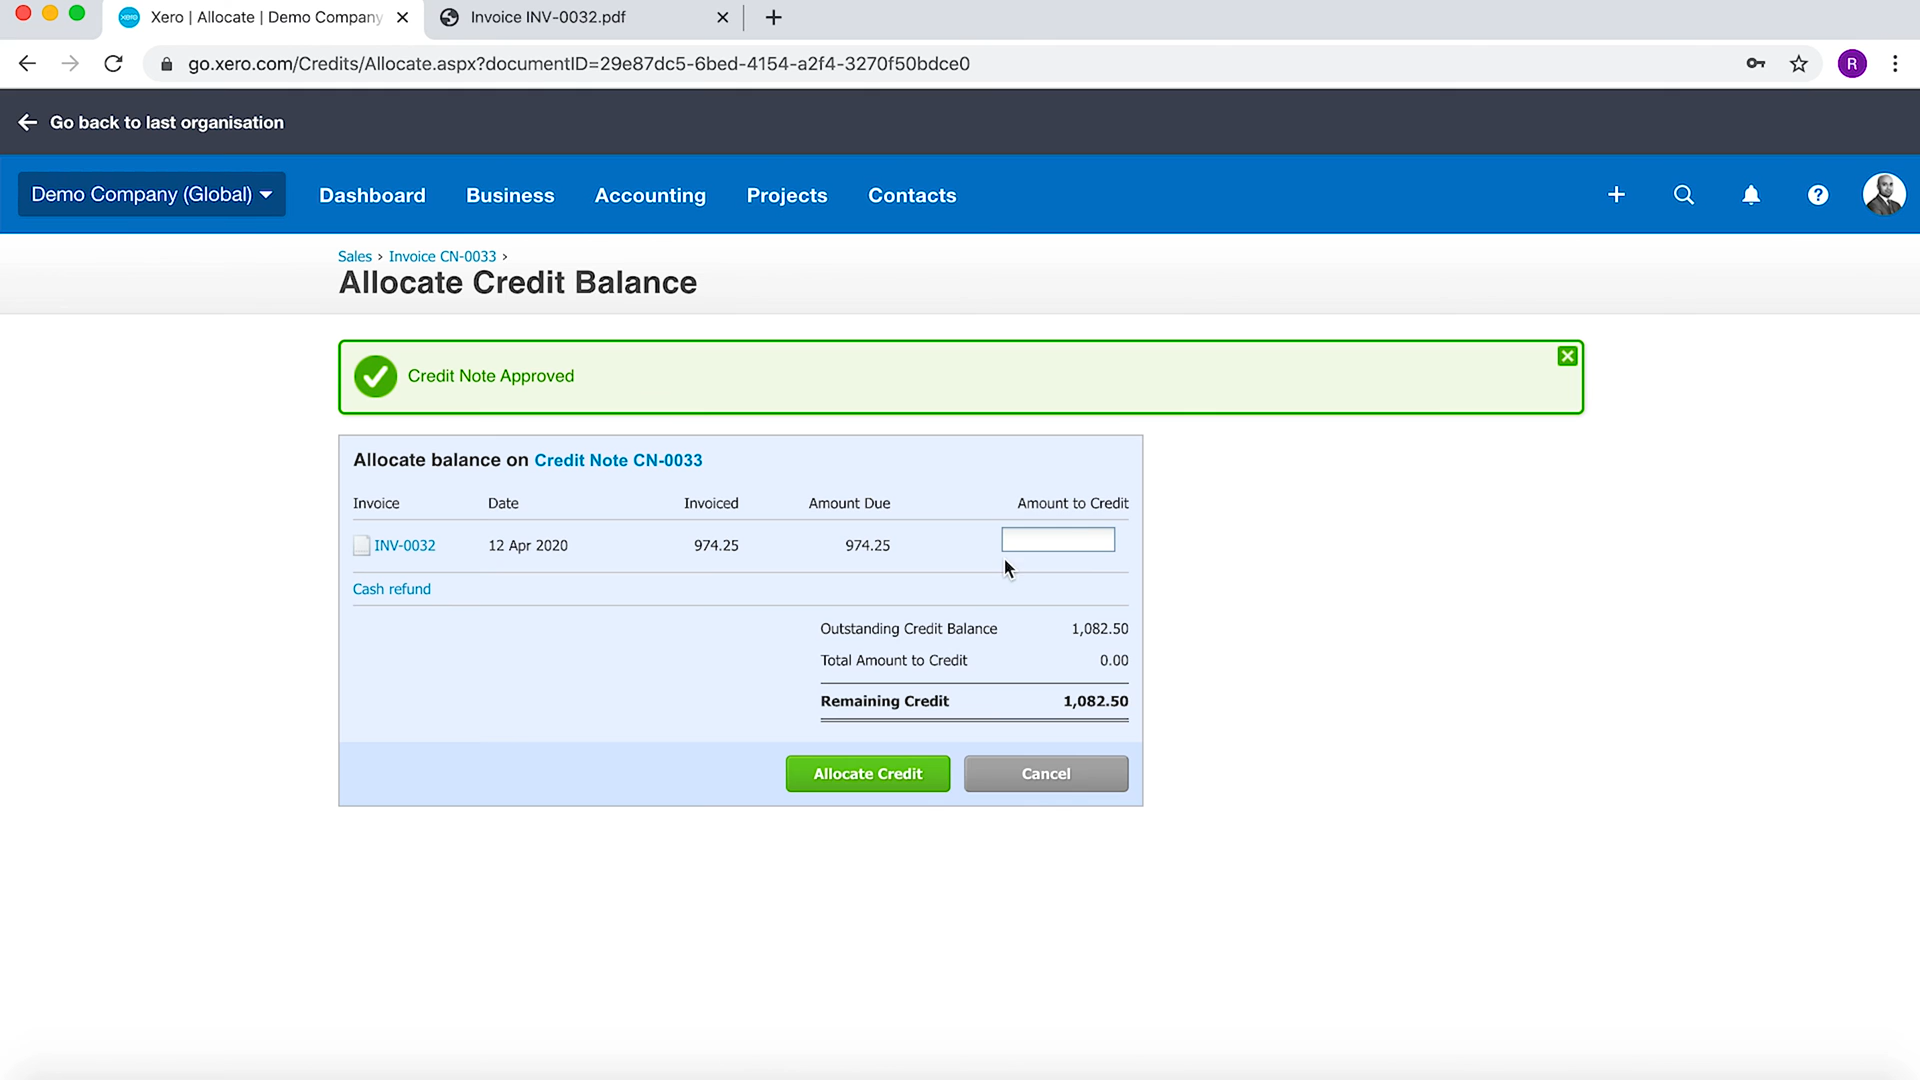 Xero | Allocate | Demo Company
Invoice INV-0032.pdf
go.xero.com/Credits/Allocate.aspx?documentID=29e87dc5-6bed-4154-a2f4-3270f50bdce0
R
Go back to last organisation
Demo Company (Global) Dashboard Business Accounting Projects Contacts
Sales › Invoice CN-0033 ›
Allocate Credit Balance
Credit Note Approved
Allocate balance on Credit Note CN-0033
Invoice Date Invoiced Amount Due Amount to Credit
INV-0032 12 Apr 2020 974.25 974.25
Cash refund
Outstanding Credit Balance 1,082.50
Total Amount to Credit 0.00
Remaining Credit 1,082.50
Allocate Credit Cancel